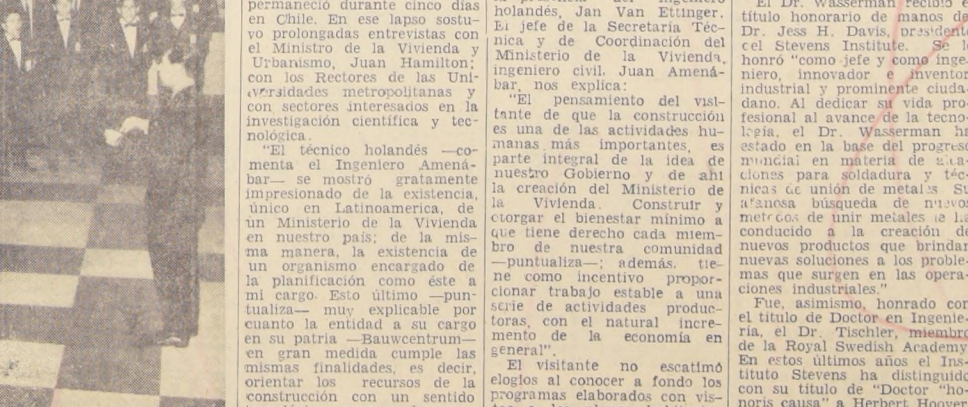 permaneció durante cinco días
en Chile. En ese lapso sostu-
vo prolongadas entrevistas con
el Ministro de la Vivienda y
Urbanismo, Juan Hamilton;
con los Rectores de las Uni-
versidades metropolitanas y
con sectores interesados en la
investigación científica y tec-
nológica.
"El técnico holandés —co-
menta el Ingeniero Amená-
bar— se mostró gratamente
impresionado de la existencia,
único en Latinoamerica, de
un Ministerio de la Vivienda
en nuestro país; de la mis-
ma manera, la existencia de
un organismo encargado de
la planificación como éste a
mi cargo. Esto último —pun-
tualiza— muy explicable por
cuanto la entidad a su cargo
en su patria —Bauwcentrum—
en gran medida cumple las
mismas finalidades, es decir,
orientar los recursos de la
construcción con un sentido
holandés, Jan Van Ettinger.
El jefe de la Secretaría Téc-
nica y de Coordinación del
Ministerio de la Vivienda,
ingeniero civil. Juan Amená-
bar, nos explica:
"El pensamiento del visi-
tante de que la construcción
es una de las actividades hu-
manas más importantes, es
parte integral de la idea de
nuestro Gobierno y de ahí
la creación del Ministerio de
la Vivienda. Construir y
otorgar el bienestar mínimo a
que tiene derecho cada miem-
bro de nuestra comunidad
—puntualiza—; además. tie-
ne como incentivo propor-
cionar trabajo estable a una
serie de actividades produc-
toras, con el natural incre-
mento de la economía en
general".
El visitante no escatimó
elogios al conocer a fondo los
programas elaborados con vis-
El Dr. Wasserman recibió el
título honorario de manos de
Dr. Jess H. Davis, presidente
del Stevens Institute. Se le
honró "como jefe y como inge-
niero, innovador e inventor
industrial y prominente ciuda-
dano. Al dedicar su vida pro-
fesional al avance de la tecno-
logía, el Dr. Wasserman ha
estado en la base del progreso
mundial en materia de alea-
ciones para soldadura y téc-
nicas de unión de metales. Su
afanosa búsqueda de nuevos
metodos de unir metales le ha
conducido a la creación de
nuevos productos que brindan
nuevas soluciones a los proble-
mas que surgen en las opera-
ciones industriales."
Fue, asimismo, honrado con
el titulo de Doctor en Ingenie-
ría, el Dr. Tischler, miembro
de la Royal Swedish Academy
En estos últimos años el Ins-
tituto Stevens ha distinguido
con su título de "Doctor "ho-
noris causa" a Herbert Hoover